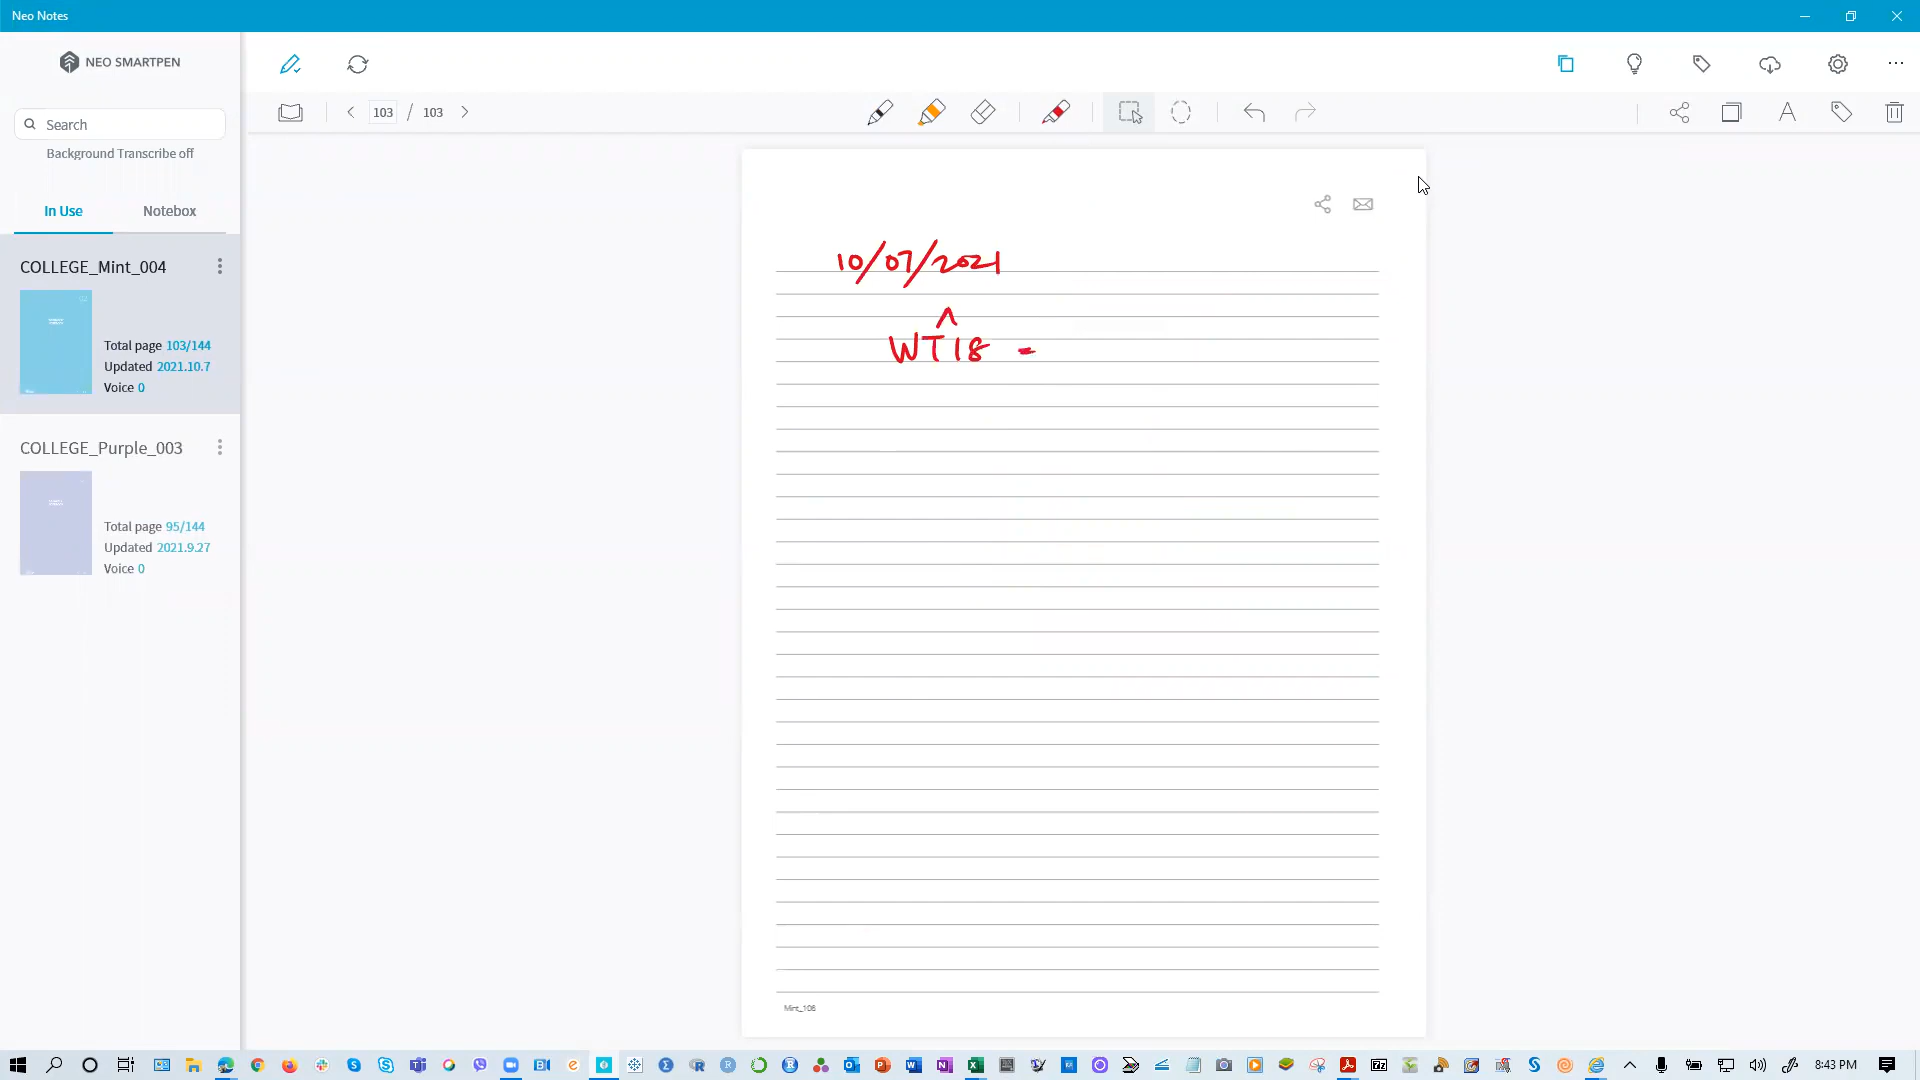 Neo Notes
NEO SMARTPEN
Search
Background Transcribe off
In Use
Notebox
COLLEGE_Mint_004
Total page 103/144
Updated 2021.10.7
Voice 0
COLLEGE_Purple_003
Total page 95/144
Updated 2021.9.27
Voice 0
103 / 103
10/07/2021
^
WT18 =
Mint_106
8:43 PM